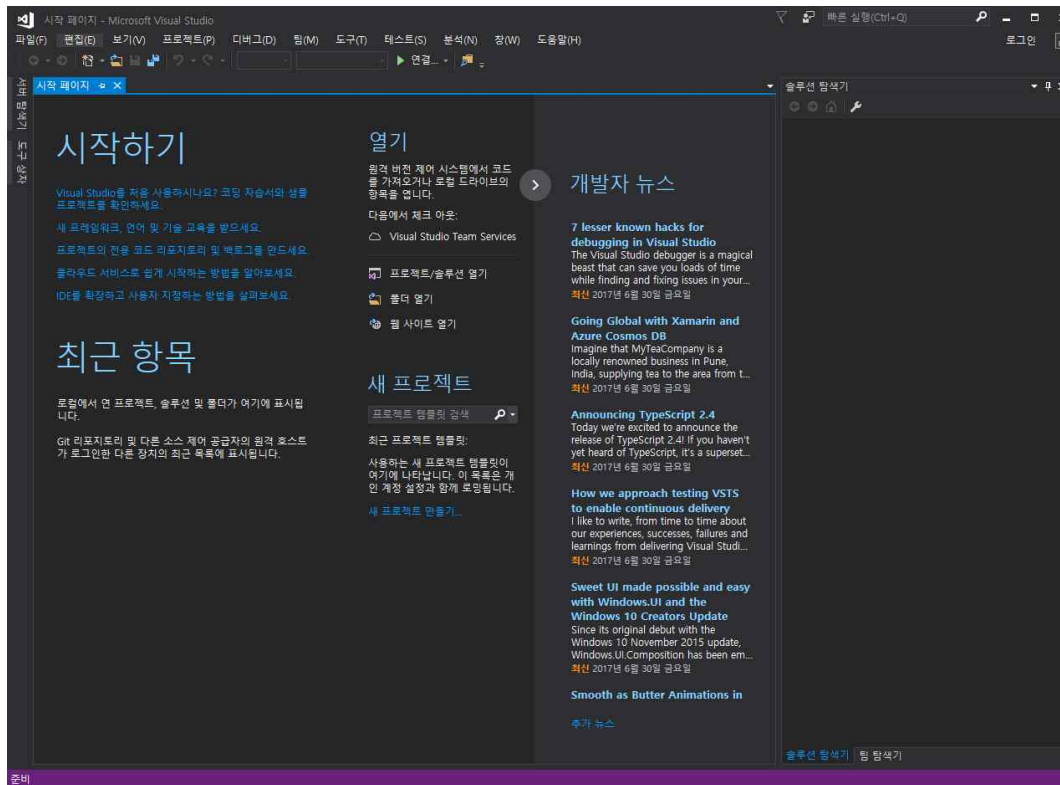 시작 페이지 - Microsoft Visual Studio
빠른 실행(Ctrl+Q)
파일(F) 편집(E) 보기(V) 프로젝트(P) 디버그(D) 팀(M) 도구(T) 테스트(S) 분석(N) 창(W) 도움말(H)
로그인
연결...
서버 탐색기
도구 상자
시작 페이지
시작하기
Visual Studio를 처음 사용하시나요? 코딩 자습서와 샘플
프로젝트를 확인하세요.
새 프레임워크, 언어 및 기술 교육을 받으세요.
프로젝트의 전용 코드 리포지토리 및 백로그를 만드세요.
클라우드 서비스로 쉽게 시작하는 방법을 알아보세요.
IDE를 확장하고 사용자 지정하는 방법을 살펴보세요.
최근 항목
로컬에서 연 프로젝트, 솔루션 및 폴더가 여기에 표시됩
니다.
Git 리포지토리 및 다른 소스 제어 공급자의 원격 호스트
가 로그인한 다른 장치의 최근 목록에 표시됩니다.
열기
원격 버전 제어 시스템에서 코드
를 가져오거나 로컬 드라이브의
항목을 엽니다.
다음에서 체크 아웃:
Visual Studio Team Services
프로젝트/솔루션 열기
폴더 열기
웹 사이트 열기
새 프로젝트
프로젝트 템플릿 검색
최근 프로젝트 템플릿:
사용하는 새 프로젝트 템플릿이
여기에 나타납니다. 이 목록은 개
인 계정 설정과 함께 로밍됩니다.
새 프로젝트 만들기...
개발자 뉴스
7 lesser known hacks for
debugging in Visual Studio
The Visual Studio debugger is a magical
beast that can save you loads of time
while finding and fixing issues in your...
최신 2017년 6월 30일 금요일
Going Global with Xamarin and
Azure Cosmos DB
Imagine that MyTeaCompany is a
locally renowned business in Pune,
India, supplying tea to the area from t...
최신 2017년 6월 30일 금요일
Announcing TypeScript 2.4
Today we're excited to announce the
release of TypeScript 2.4! If you haven't
yet heard of TypeScript, it's a superset...
최신 2017년 6월 30일 금요일
How we approach testing VSTS
to enable continuous delivery
I like to write, from time to time about
our experiences, successes, failures and
learnings from delivering Visual Studi...
최신 2017년 6월 30일 금요일
Sweet UI made possible and easy
with Windows.UI and the
Windows 10 Creators Update
Since its original debut with the
Windows 10 November 2015 update,
Windows.UI.Composition has been em...
최신 2017년 6월 30일 금요일
Smooth as Butter Animations in
추가 뉴스
솔루션 탐색기
솔루션 탐색기 팀 탐색기
준비